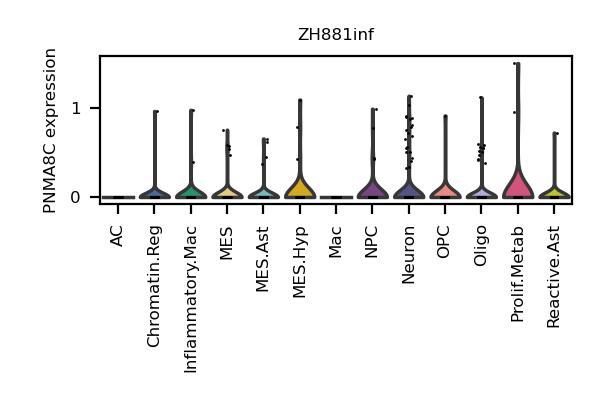 ZH881inf
PNMA8C expression
1
0
AC
Chromatin.Reg
Inflammatory.Mac
MES
MES.Ast
MES.Hyp
Mac
NPC
Neuron
OPC
Oligo
Prolif.Metab
Reactive.Ast